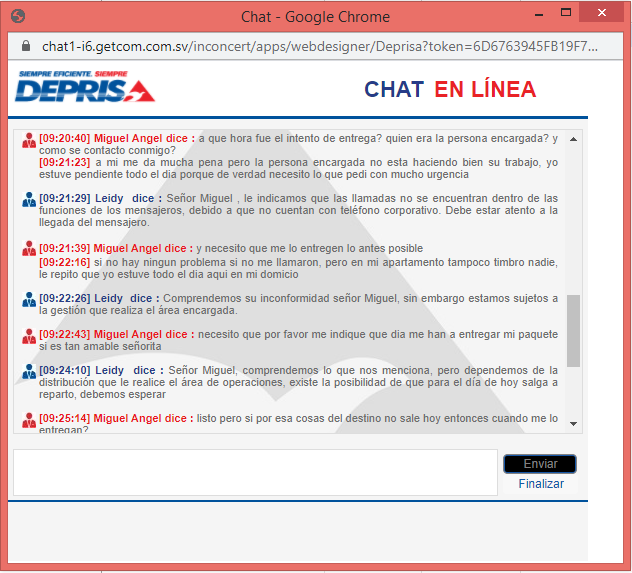 Chat - Google Chrome
chat1-i6.getcom.com.sv/inconcert/apps/webdesigner/Deprisa?token=6D6763945FB19F7...
SIEMPRE EFICIENTE. SIEMPRE
DEPRISA
CHAT EN LÍNEA
[09:20:40] Miguel Angel dice : a que hora fue el intento de entrega? quien era la persona encargada? y
como se contacto conmigo?
[09:21:23] a mi me da mucha pena pero la persona encargada no esta haciendo bien su trabajo, yo
estuve pendiente todo el dia porque de verdad necesito lo que pedi con mucho urgencia
[09:21:29] Leidy dice : Señor Miguel , le indicamos que las llamadas no se encuentran dentro de las
funciones de los mensajeros, debido a que no cuentan con teléfono corporativo. Debe estar atento a la
llegada del mensajero.
[09:21:39] Miguel Angel dice : y necesito que me lo entregen lo antes posible
[09:22:16] si no hay ningun problema si no me llamaron, pero en mi apartamento tampoco timbro nadie,
le repito que yo estuve todo el dia aqui en mi domicio
[09:22:26] Leidy dice : Comprendemos su inconformidad señor Miguel, sin embargo estamos sujetos a
la gestión que realiza el área encargada.
[09:22:43] Miguel Angel dice : necesito que por favor me indique que dia me han a entregar mi paquete
si es tan amable señorita
[09:24:10] Leidy dice : Señor Miguel, comprendemos lo que nos menciona, pero dependemos de la
distribución que le realice el área de operaciones, existe la posibilidad de que para el día de hoy salga a
reparto, debemos esperar
[09:25:14] Miguel Angel dice : listo pero si por esa cosas del destino no sale hoy entonces cuando me lo
entregan?
Enviar
Finalizar